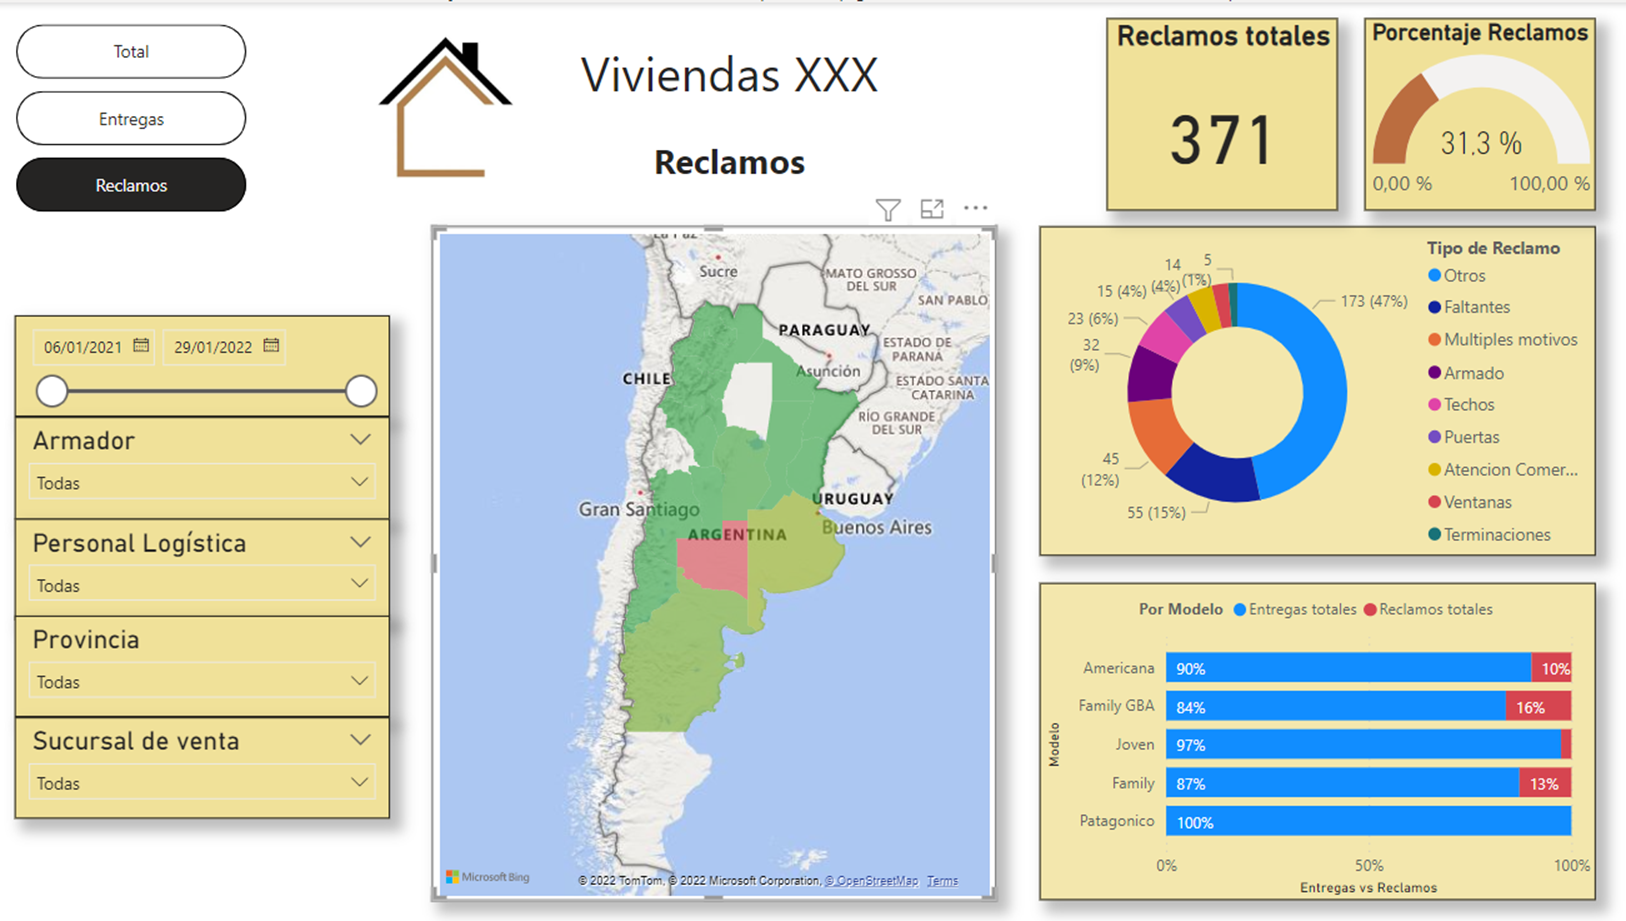 Total
Entregas
Reclamos
Viviendas XXX
Reclamos
Reclamos totales
371
Porcentaje Reclamos
31.3 %
0,00 %
100,00 %
06/01/2021
29/01/2022
Armador
Todas
Personal Logística
Todas
Provincia
Todas
Sucursal de venta
Todas
Sucre
MATO GROSSO
DEL SUR
SAN PABLO
PARAGUAY
ESTADO DE
PARANÁ
Asunción
CHILE
ESTADO SANTA
CATARINA
RÍO GRANDE
DEL SUR
URUGUAY
Gran Santiago
Buenos Aires
ARGENTINA
Microsoft Bing
© 2022 TomTom, © 2022 Microsoft Corporation, © OpenStreetMap Terms
Tipo de Reclamo
Otros
Faltantes
Multiples motivos
Armado
Techos
Puertas
Atencion Comer...
Ventanas
Terminaciones
173 (47%)
55 (15%)
45
(12%)
32
(9%)
23 (6%)
15 (4%)
(4%)
14
(1%)
5
Por Modelo
Entregas totales
Reclamos totales
Modelo
Americana
90%
10%
Family GBA
84%
16%
Joven
97%
Family
87%
13%
Patagonico
100%
0%
50%
100%
Entregas vs Reclamos